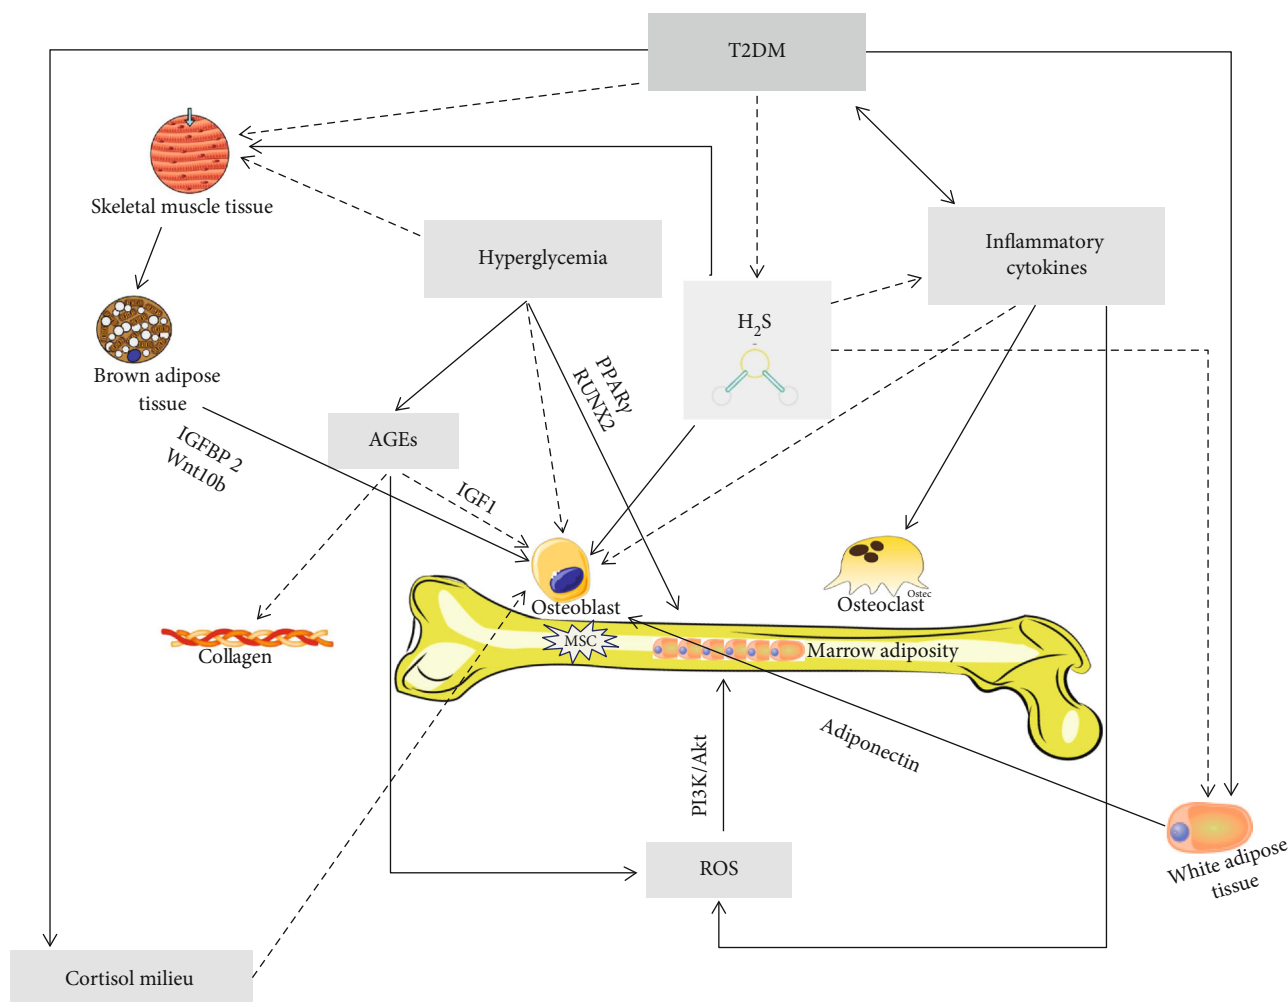 T2DM
Skeletal muscle tissue
Hyperglycemia
Inflammatory
cytokines
H₂S
-
Brown adipose
tissue
PPARγ
RUNX2
AGEs
IGFBP 2
Wnt10b
IGF1
Osteoblast
Ostec
Osteoclast
MSC
Marrow adiposity
Collagen
Adiponectin
PI3K/Akt
ROS
White adipose
tissue
Cortisol milieu